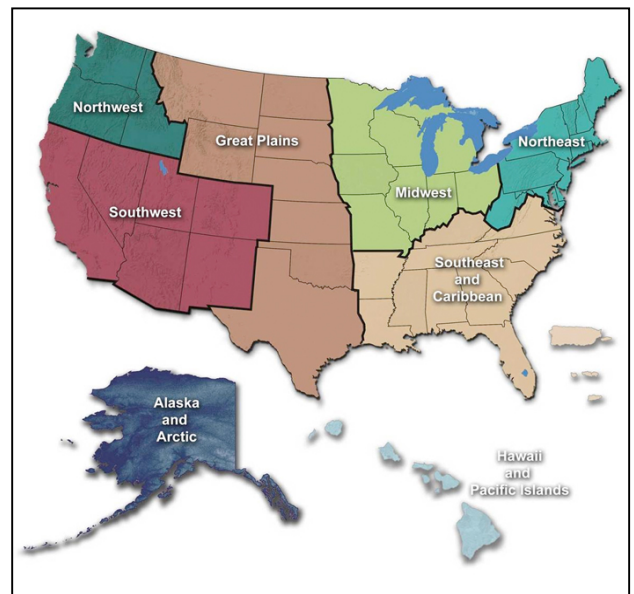 Northwest
Great Plains
Northeast
Midwest
Southwest
Southeast
and
Caribbean
Alaska
and
Arctic
Hawaii
and
Pacific Islands